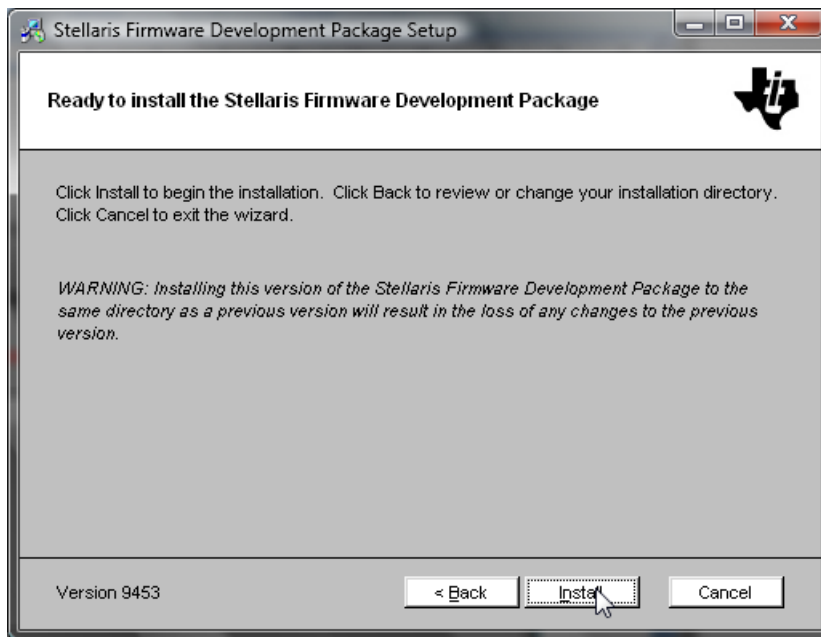 Stellaris Firmware Development Package Setup
Ready to install the Stellaris Firmware Development Package
Click Install to begin the installation. Click Back to review or change your installation directory.
Click Cancel to exit the wizard.
WARNING: Installing this version of the Stellaris Firmware Development Package to the
same directory as a previous version will result in the loss of any changes to the previous
version.
Version 9453
< Back
Install
Cancel